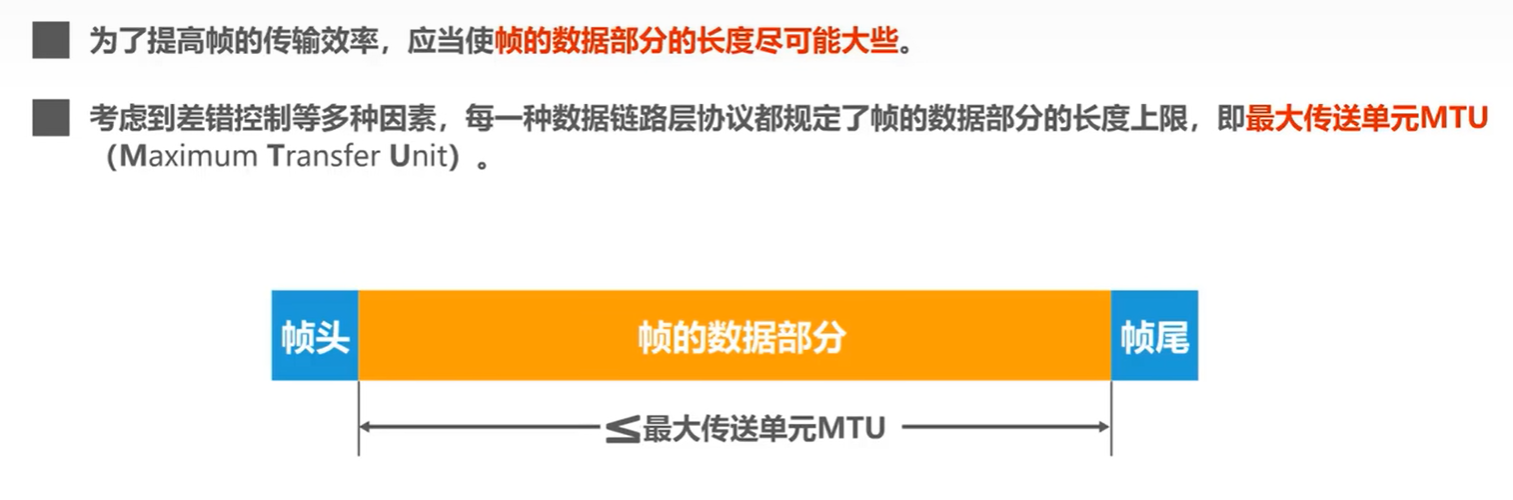 为了提高帧的传输效率，应当使帧的数据部分的长度尽可能大些。
考虑到差错控制等多种因素，每一种数据链路层协议都规定了帧的数据部分的长度上限，即最大传送单元MTU
（Maximum Transfer Unit）。
帧头 帧的数据部分 帧尾
≤最大传送单元MTU